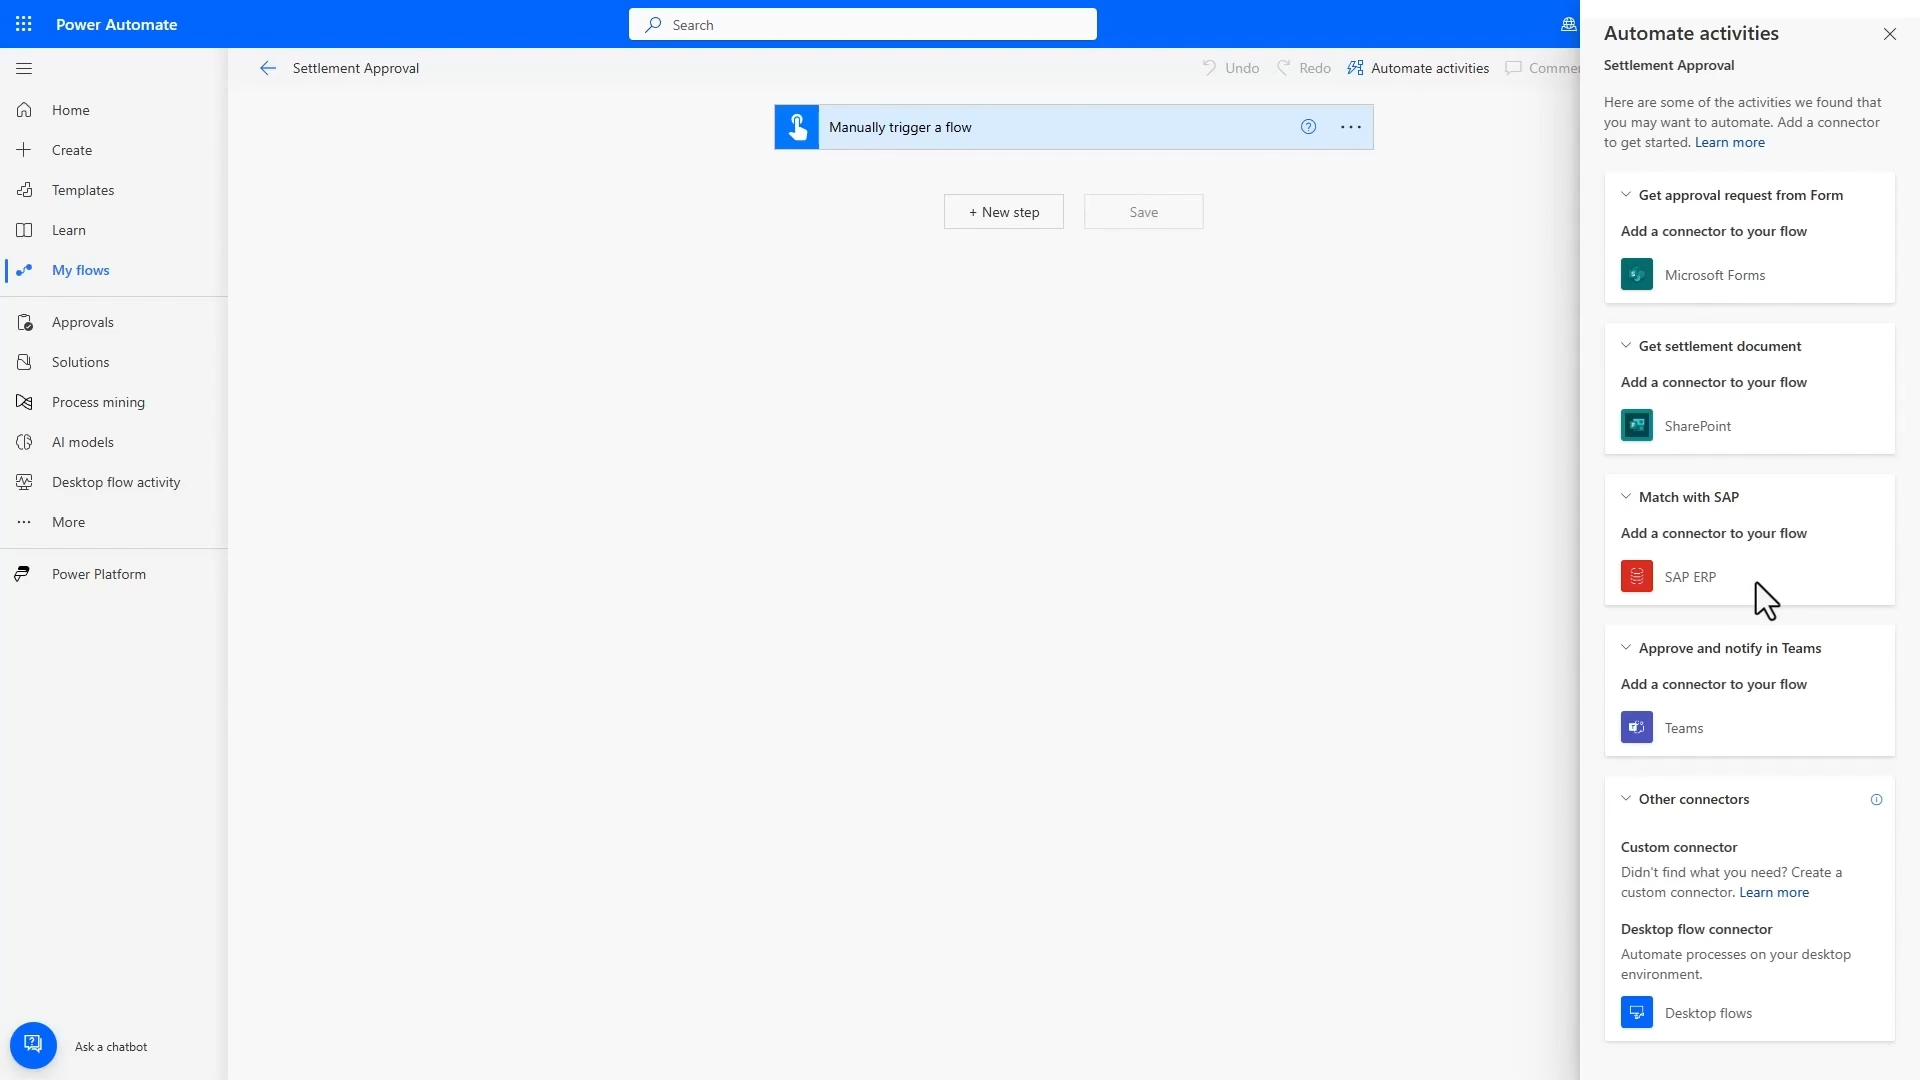 Power Automate
Search
Home
Create
Templates
Learn
My flows
Approvals
Solutions
Process mining
AI models
Desktop flow activity
More
Power Platform
Ask a chatbot
Settlement Approval
Undo
Redo
Automate activities
Commen
Manually trigger a flow
+ New step
Save
Automate activities
Settlement Approval
Here are some of the activities we found that
you may want to automate. Add a connector
to get started. Learn more
Get approval request from Form
Add a connector to your flow
Microsoft Forms
Get settlement document
Add a connector to your flow
SharePoint
Match with SAP
Add a connector to your flow
SAP ERP
Approve and notify in Teams
Add a connector to your flow
Teams
Other connectors
Custom connector
Didn't find what you need? Create a
custom connector. Learn more
Desktop flow connector
Automate processes on your desktop
environment.
Desktop flows